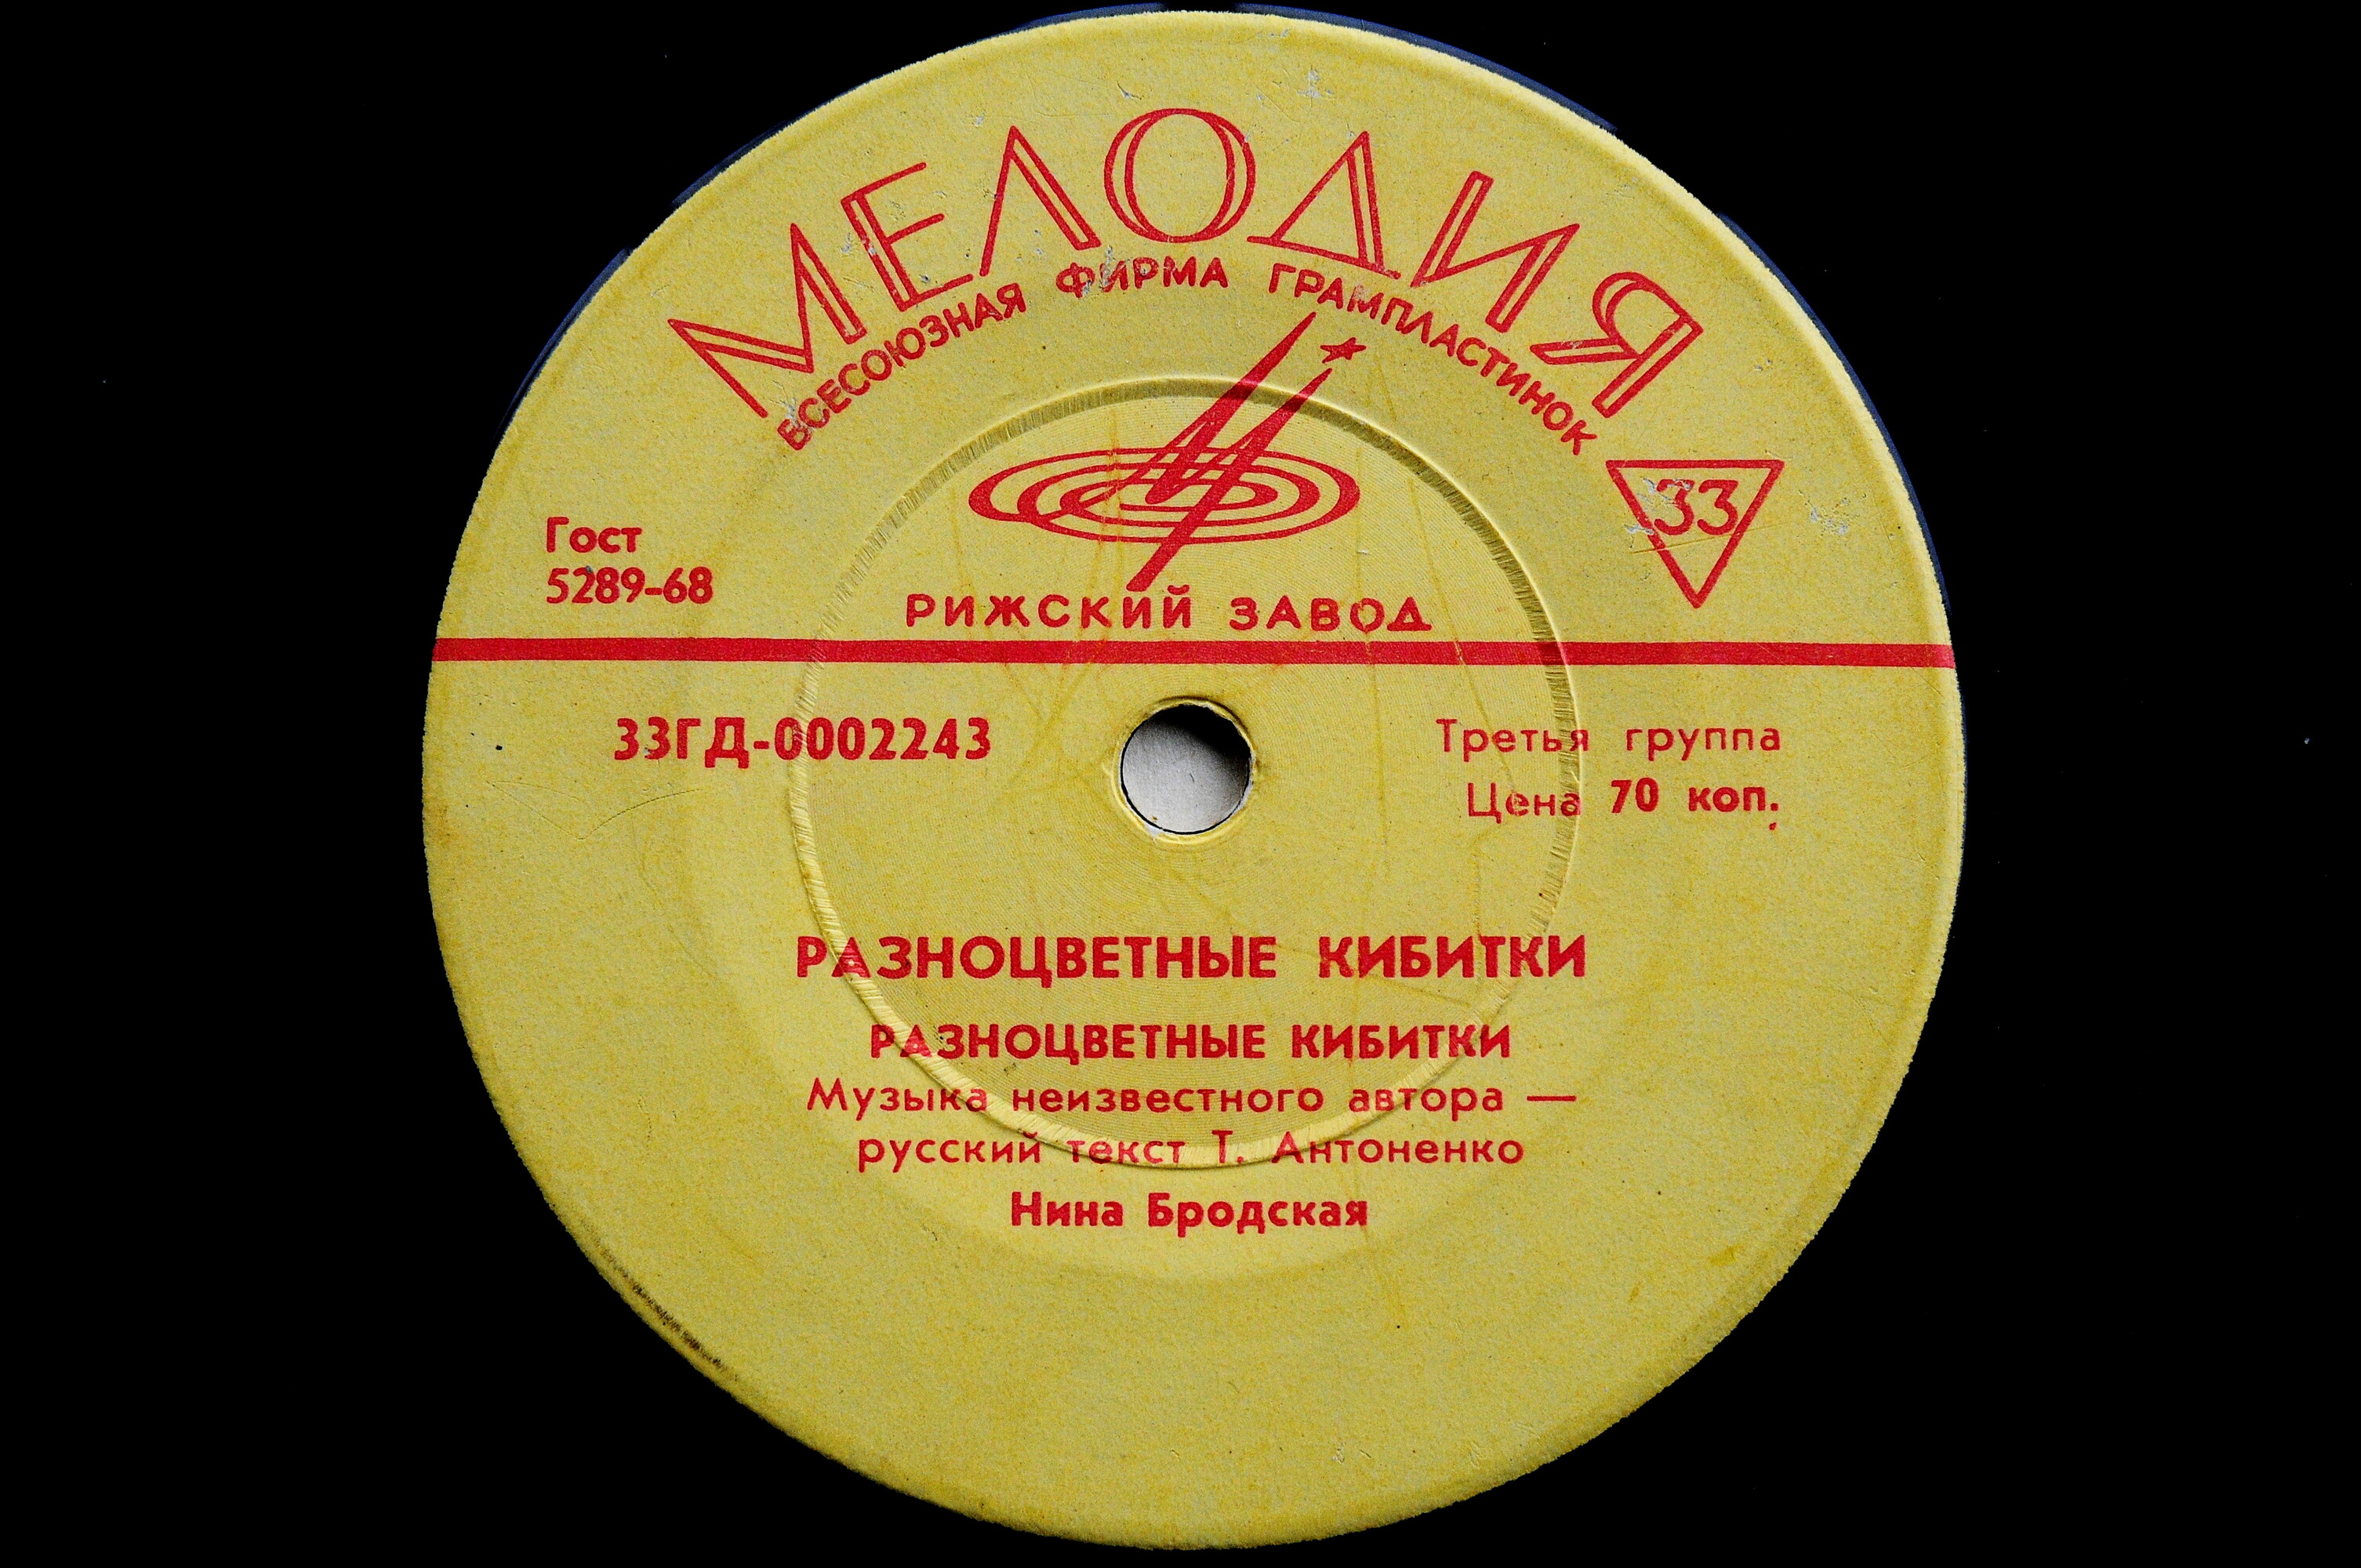 МЕЛОДИЯ
ВСЕСОЮЗНАЯ ФИРМА ГРАМПЛАСТИНОК
33
Гост
5289-68
РИЖСКИЙ ЗАВОД
33ГД-0002243
Третья группа
Цена 70 коп.
РАЗНОЦВЕТНЫЕ КИБИТКИ
РАЗНОЦВЕТНЫЕ КИБИТКИ
Музыка неизвестного автора —
русский текст Т. Антоненко
Нина Бродская